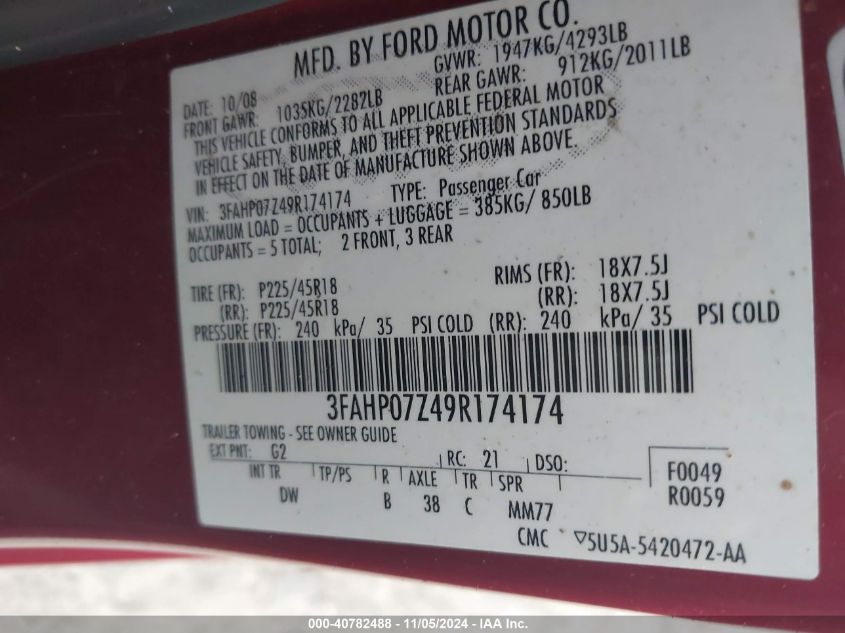 MFD. BY FORD MOTOR CO.
DATE: 10/08 GVWR: 1947KG/4293LB
FRONT GAWR: 1035KG/2282LB REAR GAWR: 912KG/2011LB
THIS VEHICLE CONFORMS TO ALL APPLICABLE FEDERAL MOTOR
VEHICLE SAFETY, BUMPER, AND THEFT PREVENTION STANDARDS
IN EFFECT ON THE DATE OF MANUFACTURE SHOWN ABOVE.
VIN: 3FAHP07Z49R174174 TYPE: Passenger Car
MAXIMUM LOAD = OCCUPANTS + LUGGAGE = 385KG/ 850LB
OCCUPANTS = 5 TOTAL; 2 FRONT, 3 REAR
TIRE (FR): P225/45R18 RIMS (FR): 18X7.5J
(RR): P225/45R18 (RR): 18X7.5J
PRESSURE (FR): 240 kPa/ 35 PSI COLD (RR): 240 kPa/ 35 PSI COLD
3FAHP07Z49R174174
TRAILER TOWING - SEE OWNER GUIDE
EXT PNT: G2 RC: 21 DSO: F0049
INT TR TP/PS R AXLE TR SPR R0059
DW B 38 C MM77
CMC ▽5U5A-5420472-AA
000-40782488 - 11/05/2024 - IAA Inc.